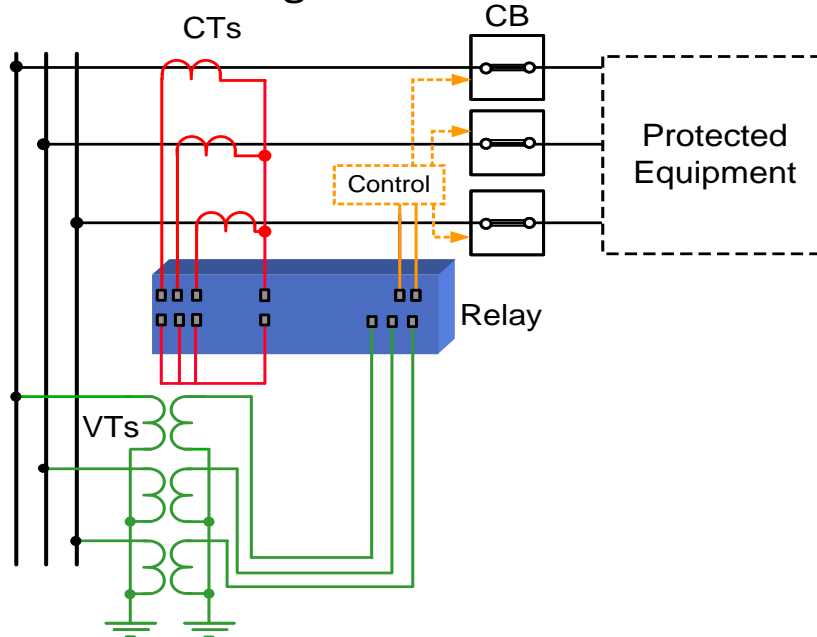 CTs
CB
Protected
Equipment
Control
Relay
VTs